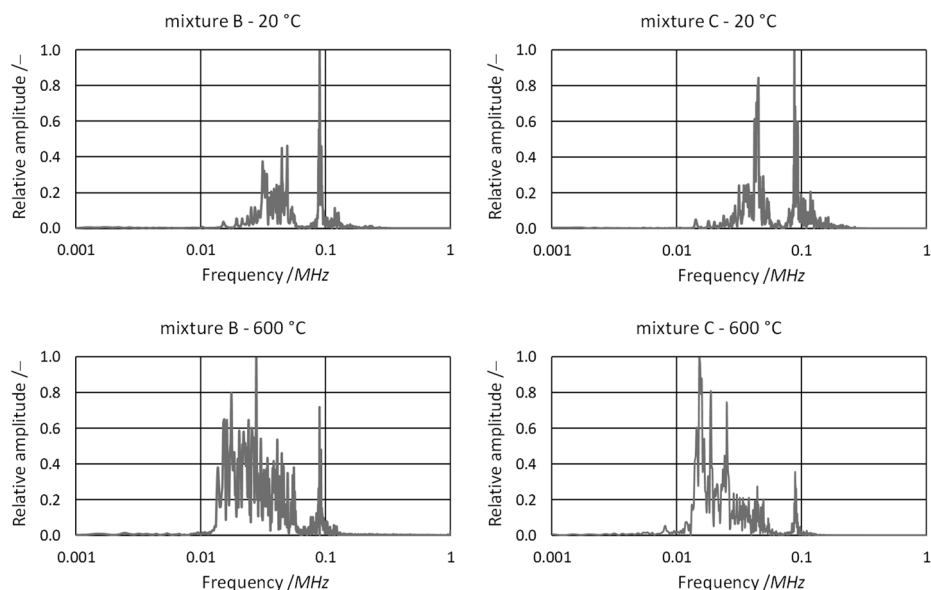 mixture B - 20 °C
Relative amplitude /–
1.0
0.8
0.6
0.4
0.2
0.0
0.001 0.01 0.1 1
Frequency /MHz
mixture C - 20 °C
Relative amplitude /–
1.0
0.8
0.6
0.4
0.2
0.0
0.001 0.01 0.1 1
Frequency /MHz
mixture B - 600 °C
Relative amplitude /–
1.0
0.8
0.6
0.4
0.2
0.0
0.001 0.01 0.1 1
Frequency /MHz
mixture C - 600 °C
Relative amplitude /–
1.0
0.8
0.6
0.4
0.2
0.0
0.001 0.01 0.1 1
Frequency /MHz